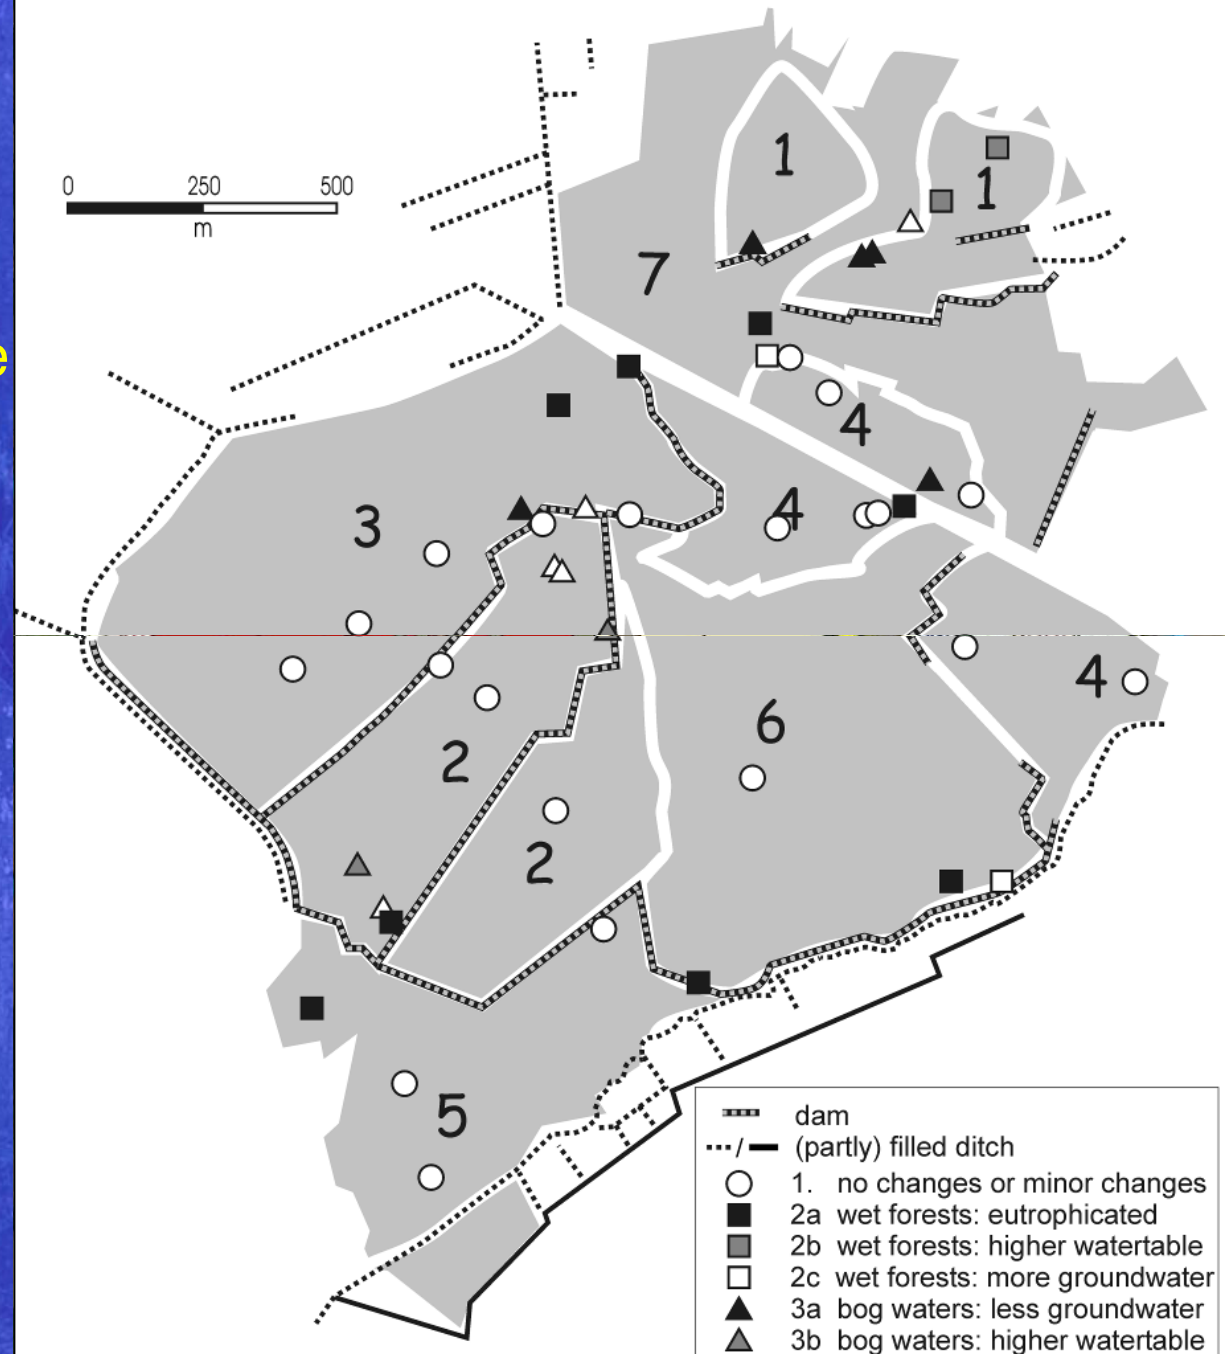 0 250 500
m
1
1
7
4
3
4
4
6
2
2
5
e
dam
(partly) filled ditch
1. no changes or minor changes
2a wet forests: eutrophicated
2b wet forests: higher watertable
2c wet forests: more groundwater
3a bog waters: less groundwater
3b bog waters: higher watertable